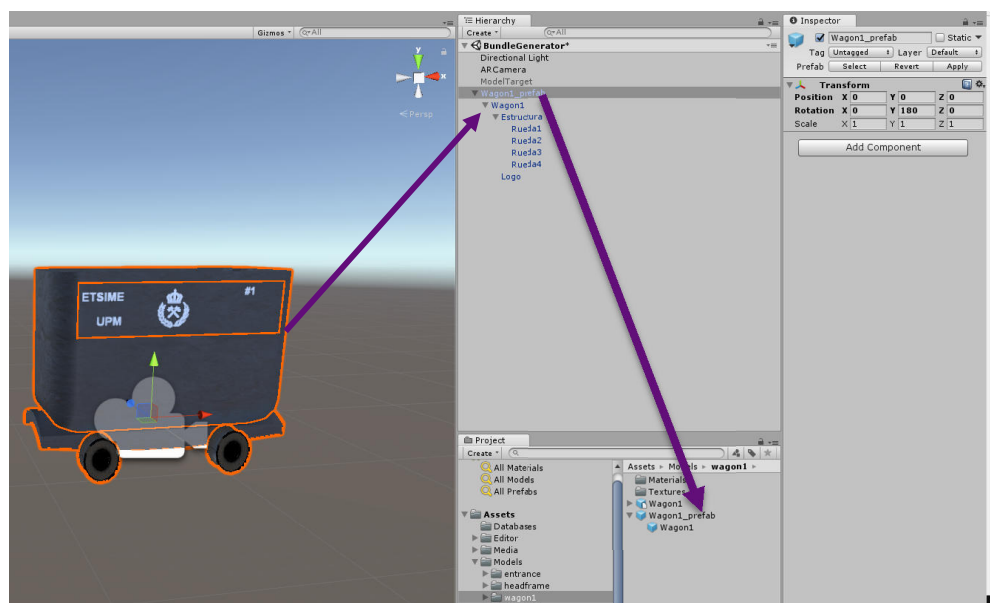 Gizmos
All
y
x
Persp
ETSIME
UPM
#1
Hierarchy
Create
All
BundleGenerator*
Directional Light
ARCamera
ModelTarget
Wagon1_prefab
Wagon1
Estructura
Rueda1
Rueda2
Rueda3
Rueda4
Logo
Project
Create
All Materials
All Models
All Prefabs
Assets
Databases
Editor
Media
Models
entrance
headframe
wagon1
Assets Models wagon1
Materials
Textures
Wagon1
Wagon1_prefab
Wagon1
Inspector
Wagon1_prefab Static
Tag Untagged Layer Default
Prefab Select Revert Apply
Transform
Position X 0 Y 0 Z 0
Rotation X 0 Y 180 Z 0
Scale X 1 Y 1 Z 1
Add Component